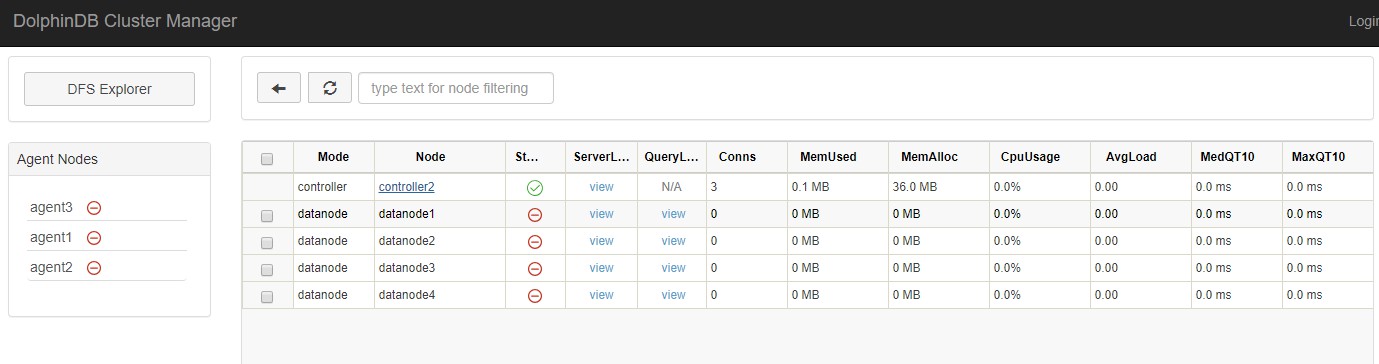 DolphinDB Cluster Manager
Login
DFS Explorer
type text for node filtering
Agent Nodes
agent3
agent1
agent2
Mode Node St... ServerL... QueryL... Conns MemUsed MemAlloc CpuUsage AvgLoad MedQT10 MaxQT10
controller controller2 view N/A 3 0.1 MB 36.0 MB 0.0% 0.00 0.0 ms 0.0 ms
datanode datanode1 view view 0 0 MB 0 MB 0.0% 0.00 0.0 ms 0.0 ms
datanode datanode2 view view 0 0 MB 0 MB 0.0% 0.00 0.0 ms 0.0 ms
datanode datanode3 view view 0 0 MB 0 MB 0.0% 0.00 0.0 ms 0.0 ms
datanode datanode4 view view 0 0 MB 0 MB 0.0% 0.00 0.0 ms 0.0 ms